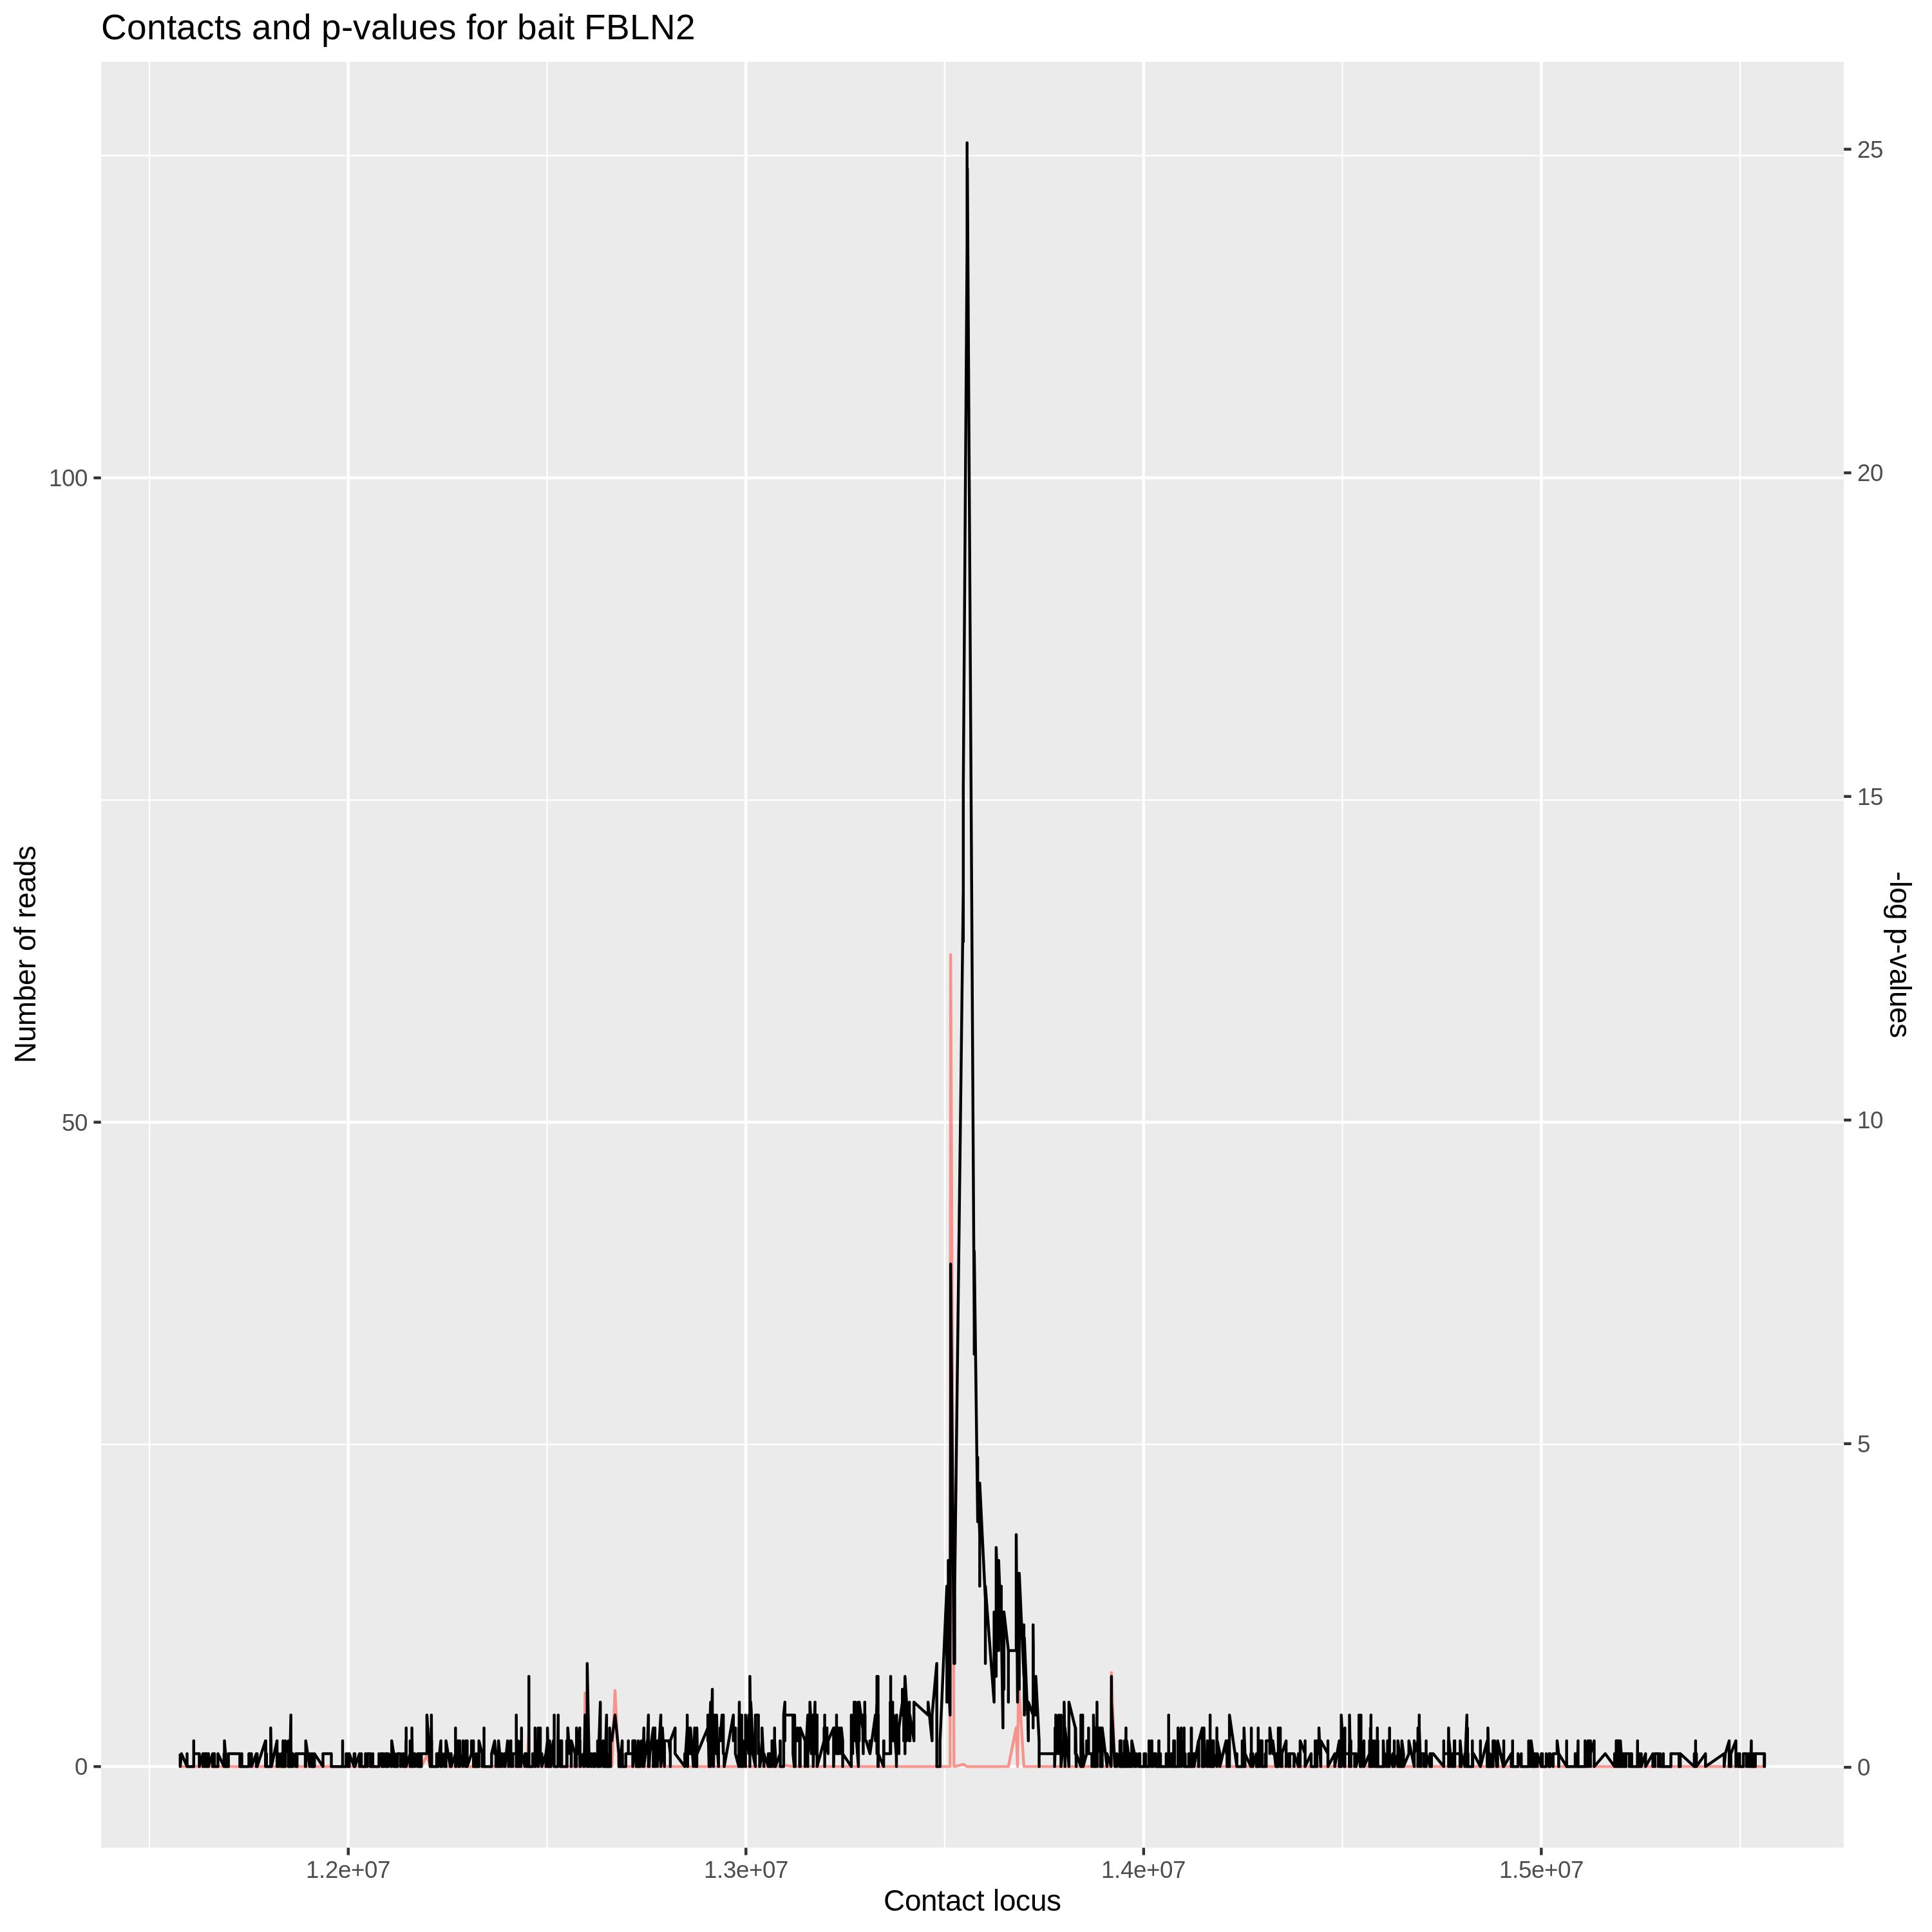 Contacts and p-values for bait FBLN2
Number of reads
100
50
0
25
20
15
10
5
0
-log p-values
1.2e+07
1.3e+07
1.4e+07
1.5e+07
Contact locus